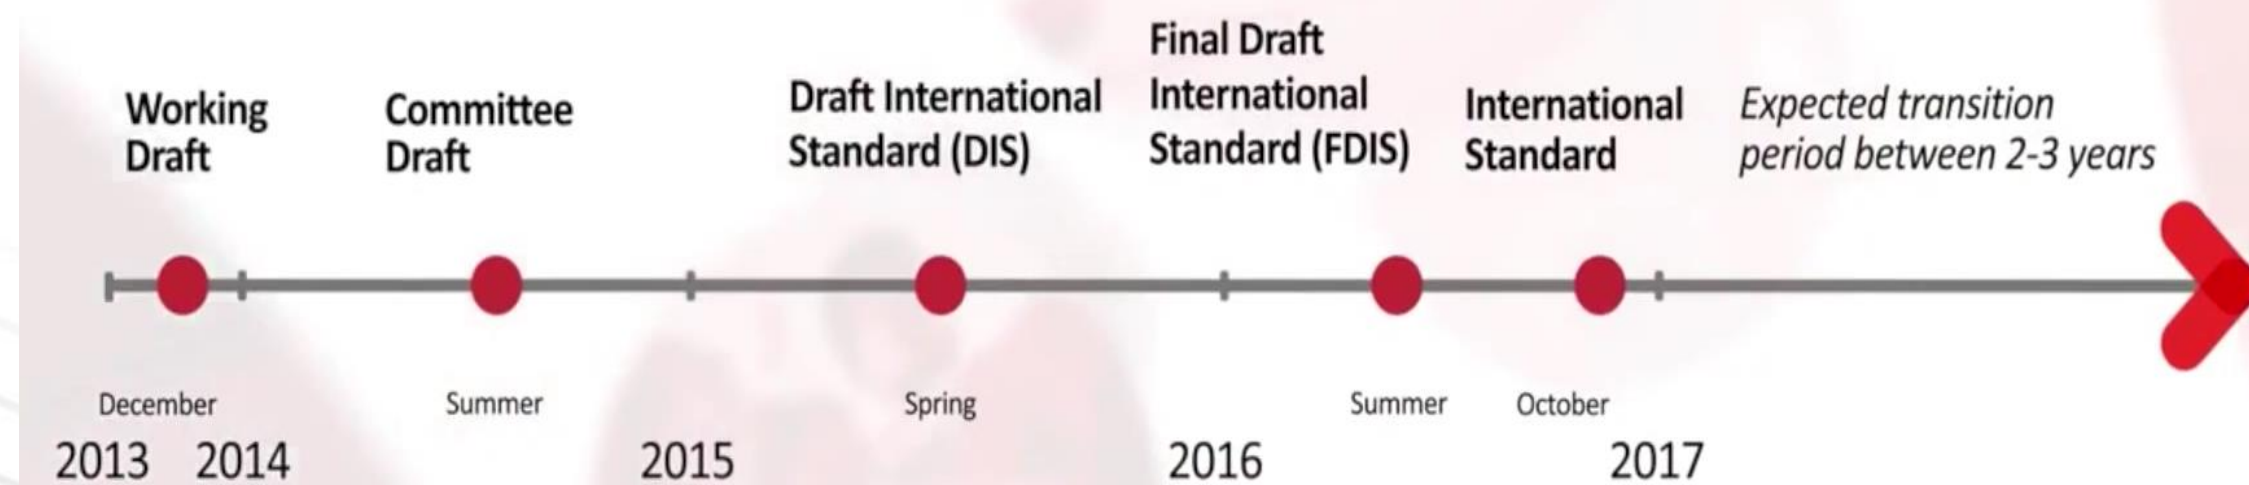 Working
Draft
Committee
Draft
Draft International
Standard (DIS)
Final Draft
International
Standard (FDIS)
International
Standard
Expected transition
period between 2-3 years
December
Summer
Spring
Summer
October
2013
2014
2015
2016
2017